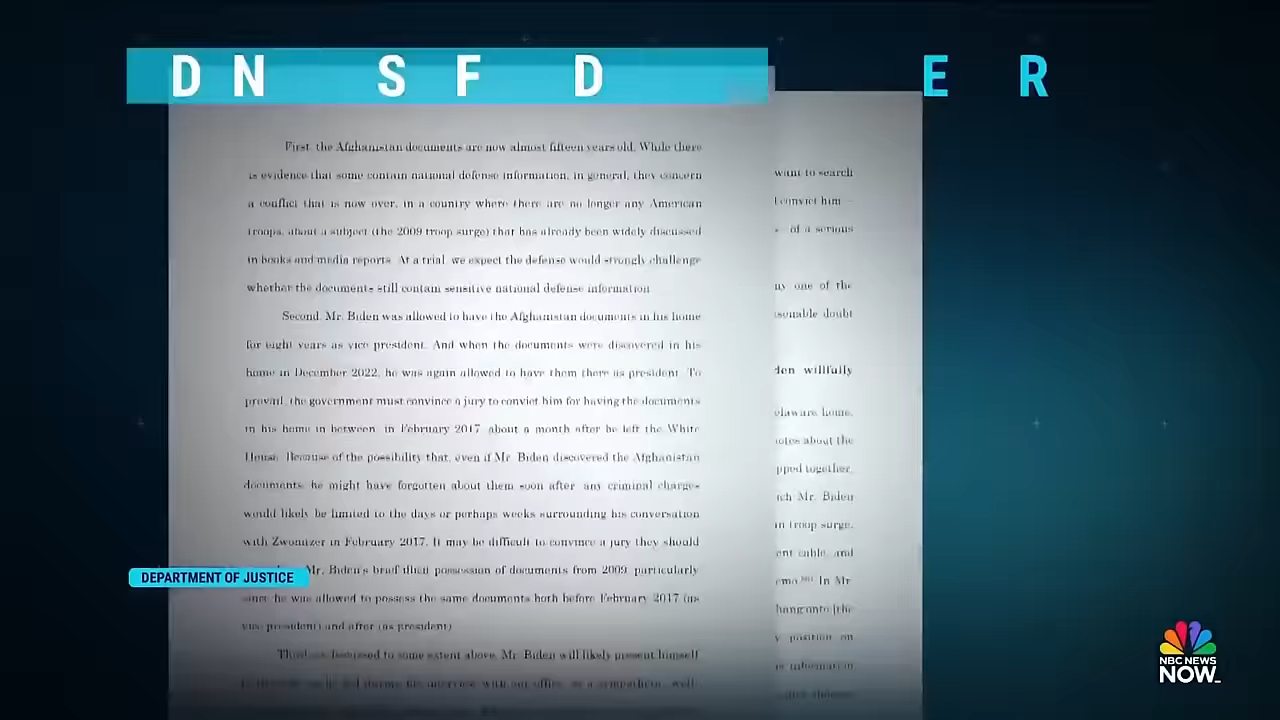 D N S F D E R
First, the Afghanistan documents are now almost fifteen years old. While there
is evidence that some contain national defense information, in general, they concern
a conflict that is now over, in a country where there are no longer any American
troops, about a subject (the 2009 troop surge) that has already been widely discussed
in books and media reports. At a trial, we expect the defense would strongly challenge
whether the documents still contain sensitive national defense information.
Second, Mr. Biden was allowed to have the Afghanistan documents in his home
for eight years as vice president. And when the documents were discovered in his
home in December 2022, he was again allowed to have them there as president. To
prevail, the government must convince a jury to convict him for having the documents
in his home in between, in February 2017, about a month after he left the White
House. Because of the possibility that, even if Mr. Biden discovered the Afghanistan
documents, he might have forgotten about them soon after, any criminal charges
would likely be limited to the days or perhaps weeks surrounding his conversation
with Zwonitzer in February 2017. It may be difficult to convince a jury they should
Mr. Biden's brief illegal possession of documents from 2009, particularly
since he was allowed to possess the same documents both before February 2017 (as
vice president) and after (as president).
Third, as discussed to some extent above, Mr. Biden will likely present himself
with our office, as a sympathetic, well-
want to search
convict him
of a serious
any one of the
doubt
willfully
home,
about the
together,
Mr. Biden
troop surge,
cable, and
In Mr
position on
information
DEPARTMENT OF JUSTICE
NBC NEWS
NOW_